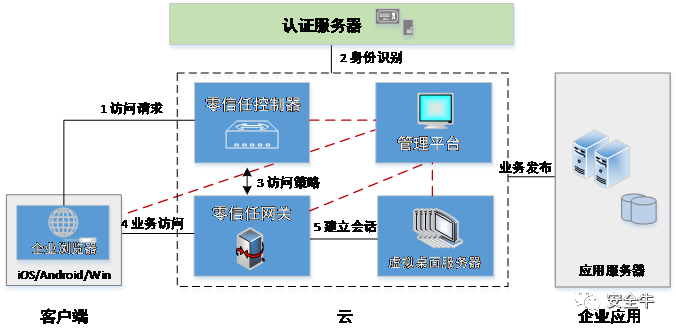 认证服务器
2 身份识别
1 访问请求
零信任控制器
管理平台
3 访问策略
业务发布
企业浏览器
iOS/Android/Win
4 业务访问
零信任网关
5 建立会话
虚拟桌面服务器
应用服务器
安全牛
客户端
云
企业应用